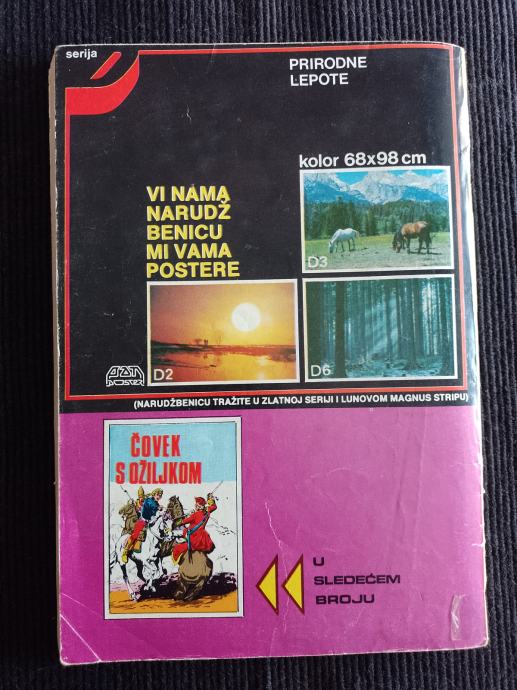 serija
PRIRODNE
LEPOTE
kolor 68x98 cm
VI NAMA
NARUDŽ
BENICU
MI VAMA
POSTERE
D3
D2
D6
(NARUDŽBENICU TRAŽITE U ZLATNOJ SERIJI I LUNOVOM MAGNUS STRIPU)
ČOVEK
S OŽILJKOM
U
SLEDEĆEM
BROJU